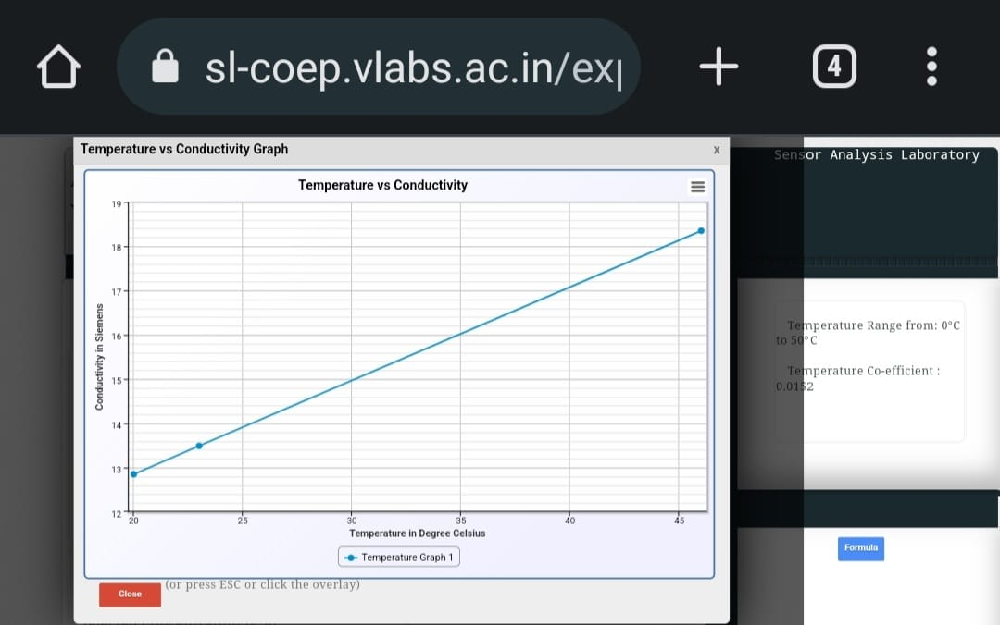 sl-coep.vlabs.ac.in/exp
4
Temperature vs Conductivity Graph
x
Sensor Analysis Laboratory
Temperature vs Conductivity
Conductivity in Siemens
19
18
17
16
15
14
13
12
20 25 30 35 40 45
Temperature in Degree Celsius
Temperature Graph 1
Close
(or press ESC or click the overlay)
Temperature Range from: 0°C
to 50°C
Temperature Co-efficient :
0.0152
Formula